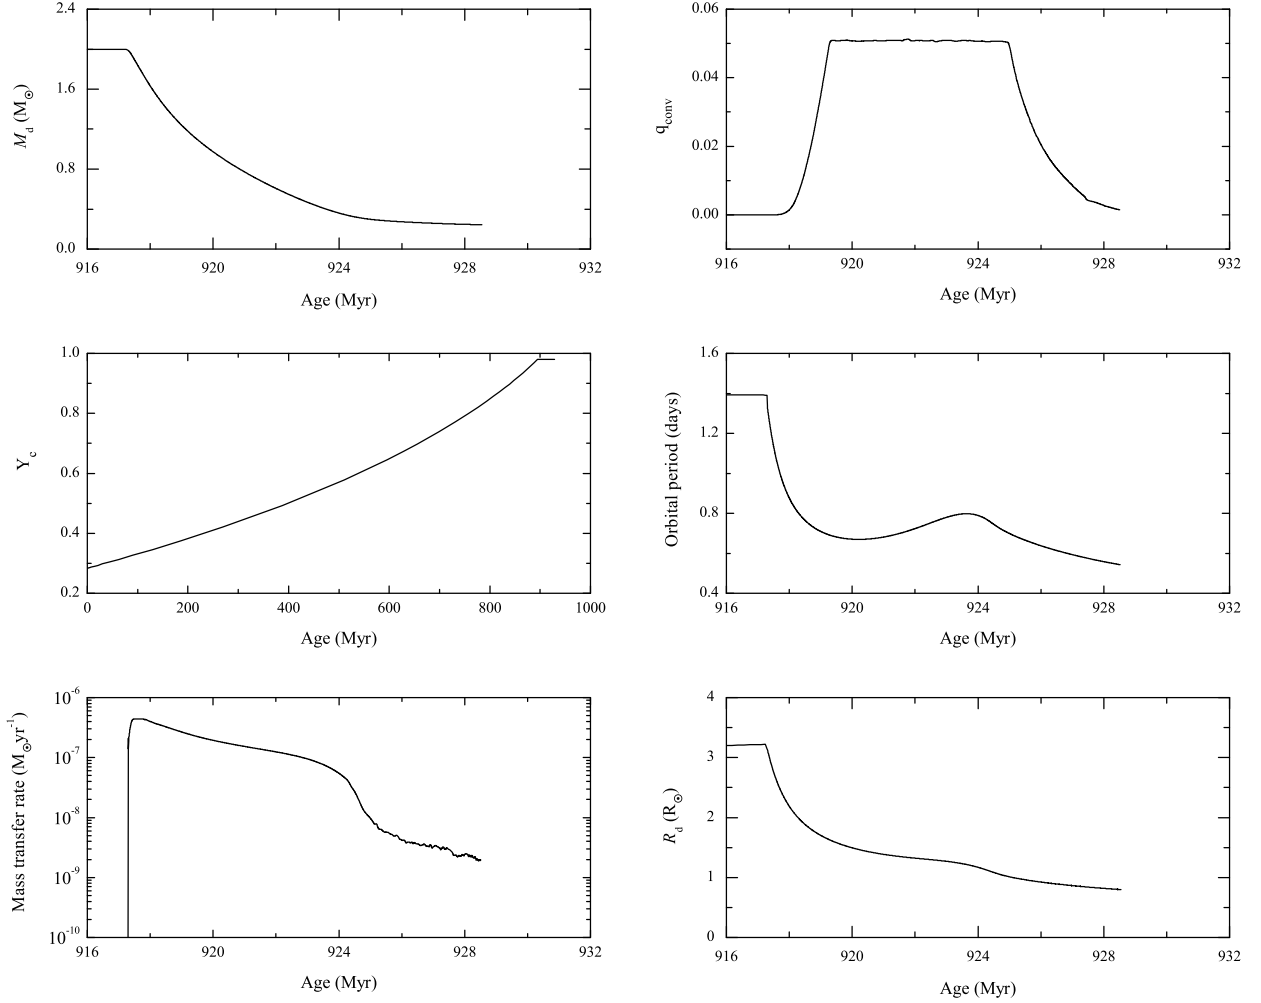 2.4
1.6
0.8
0.0
M_d (M_⊙)
916 920 924 928 932
Age (Myr)
0.06
0.04
0.02
0.00
q_conv
916 920 924 928 932
Age (Myr)
1.0
0.8
0.6
0.4
0.2
Y_c
0 200 400 600 800 1000
Age (Myr)
1.6
1.2
0.8
0.4
Orbital period (days)
916 920 924 928 932
Age (Myr)
10^-6
10^-7
10^-8
10^-9
10^-10
Mass transfer rate (M_⊙yr^-1)
916 920 924 928 932
Age (Myr)
4
3
2
1
0
R_d (R_⊙)
916 920 924 928 932
Age (Myr)